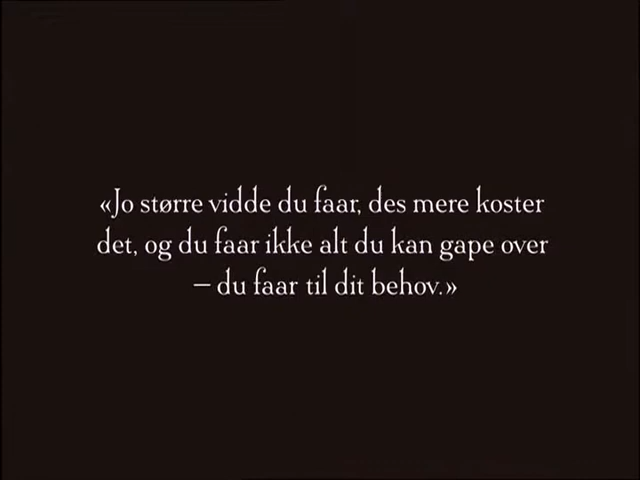 «Jo større vidde du faar, des mere koster
det, og du faar ikke alt du kan gape over
– du faar til dit behov.»